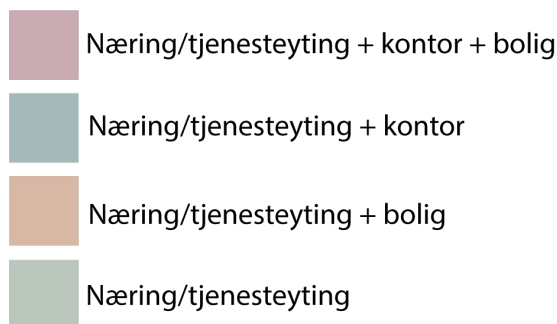 Næring/tjenesteyting + kontor + bolig
Næring/tjenesteyting + kontor
Næring/tjenesteyting + bolig
Næring/tjenesteyting